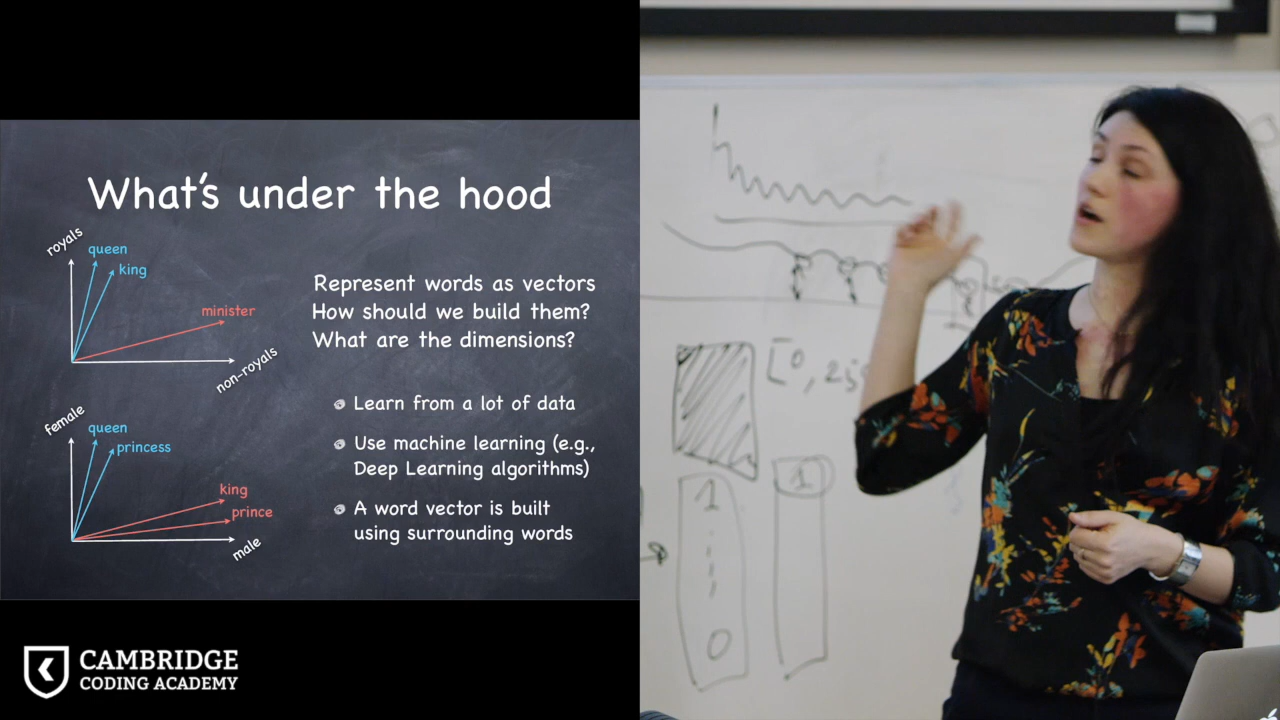 What's under the hood
royals
queen
king
minister
non-royals
Represent words as vectors
How should we build them?
What are the dimensions?
female
queen
princess
king
prince
male
Learn from a lot of data
Use machine learning (e.g.,
Deep Learning algorithms)
A word vector is built
using surrounding words
CAMBRIDGE
CODING ACADEMY
[0, 25
1
0
1